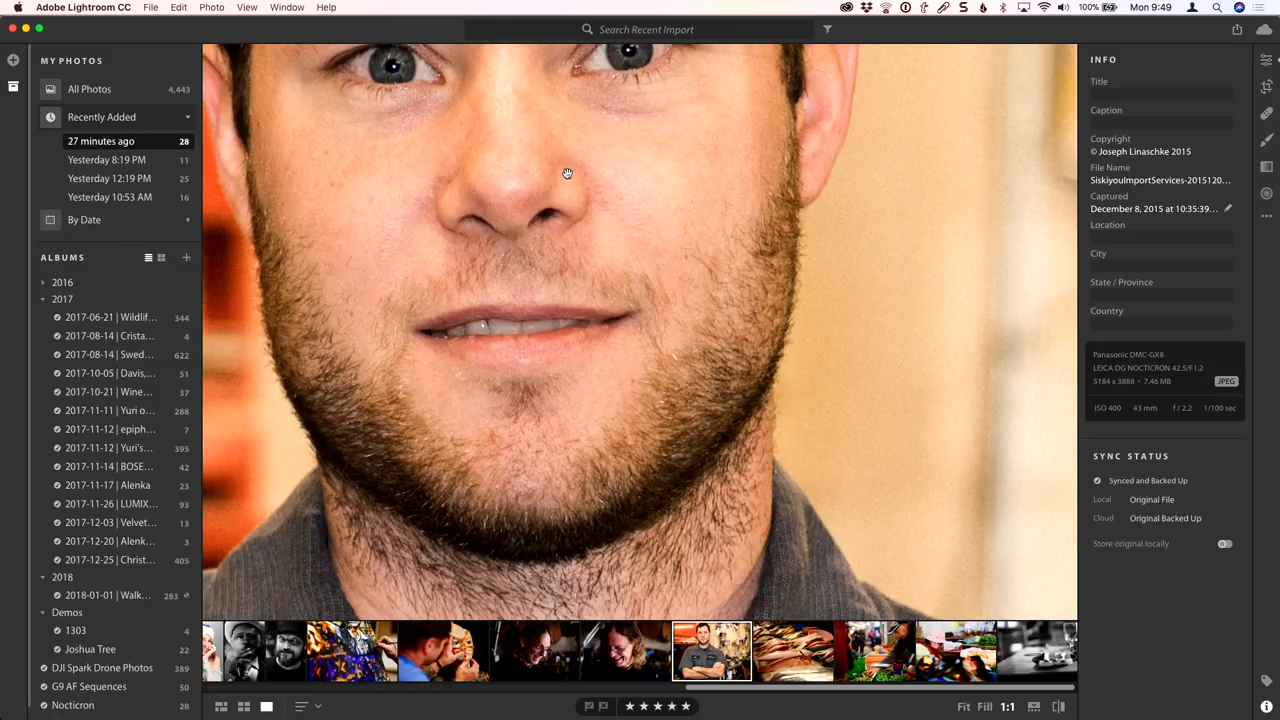 Adobe Lightroom CC File Edit Photo View Window Help 100% Mon 9:49
Search Recent Import
MY PHOTOS
All Photos 4,443
Recently Added
27 minutes ago 28
Yesterday 8:19 PM 11
Yesterday 12:19 PM 25
Yesterday 10:53 AM 16
By Date
ALBUMS
2016
2017
2017-06-21 | Wildlif... 344
2017-08-14 | Crista... 4
2017-08-14 | Swed... 622
2017-10-05 | Davis,... 51
2017-10-21 | Wine... 37
2017-11-11 | Yuri o... 288
2017-11-12 | epiph... 7
2017-11-12 | Yuri's... 395
2017-11-14 | BOSE... 42
2017-11-17 | Alenka 23
2017-11-26 | LUMIX... 93
2017-12-03 | Velvet... 13
2017-12-20 | Alenk... 3
2017-12-25 | Christ... 405
2018
2018-01-01 | Walk... 283
Demos
1303 4
Joshua Tree 22
DJI Spark Drone Photos 389
G9 AF Sequences 50
Nocticron 28
INFO
Title
Caption
Copyright
© Joseph Linaschke 2015
File Name
SiskiyouImportServices-2015120...
Captured
December 8, 2015 at 10:35:39...
Location
City
State / Province
Country
Panasonic DMC-GX8
LEICA DG NOCTICRON 42.5/F1.2
5184 x 3888 • 7.46 MB JPEG
ISO 400 43 mm f / 2.2 1/100 sec
SYNC STATUS
Synced and Backed Up
Local Original File
Cloud Original Backed Up
Store original locally
Fit Fill 1:1